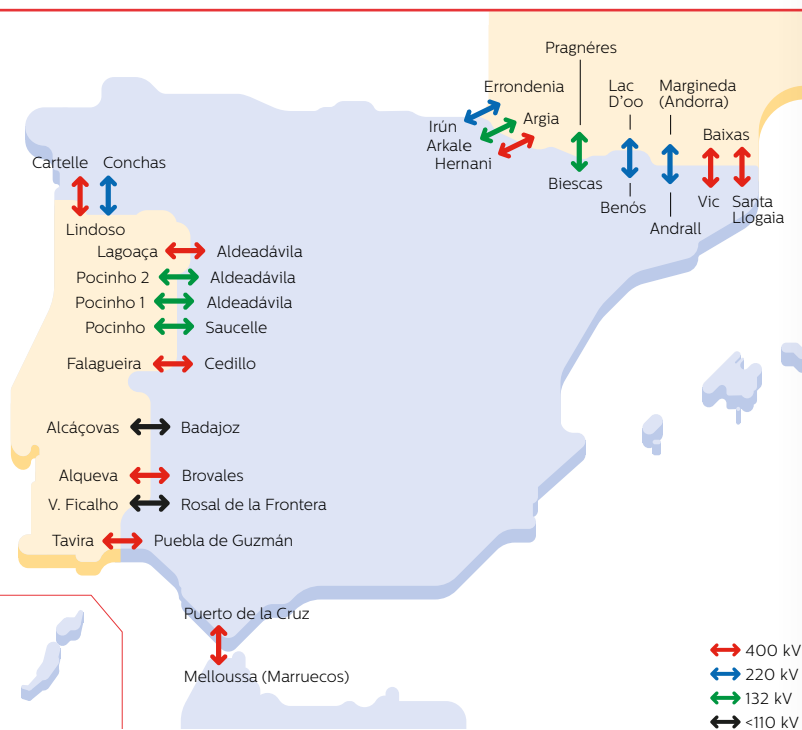 Pragnéres
Errondenia
Lac
D'oo
Margineda
(Andorra)
Argia
Irún
Arkale
Hernani
Baixas
Biescas
Benós
Vic
Santa
Llogaia
Andrall
Cartelle
Conchas
Lindoso
Lagoaça Aldeadávila
Pocinho 2 Aldeadávila
Pocinho 1 Aldeadávila
Pocinho Saucelle
Falagueira Cedillo
Alcáçovas Badajoz
Alqueva Brovales
V. Ficalho Rosal de la Frontera
Tavira Puebla de Guzmán
Puerto de la Cruz
Melloussa (Marruecos)
400 kV
220 kV
132 kV
<110 kV